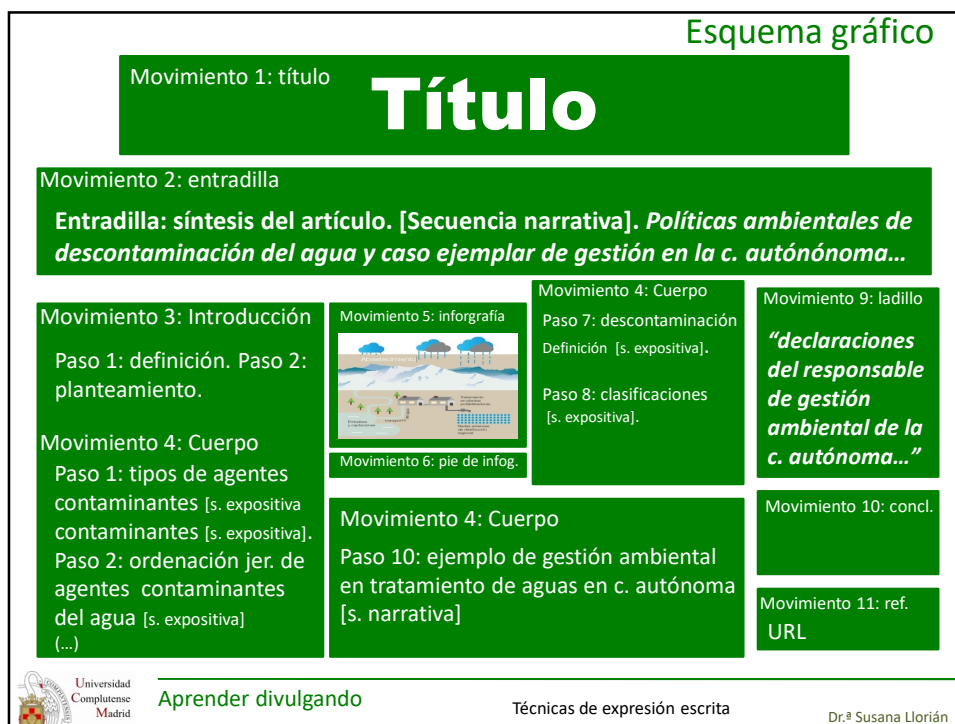 Esquema gráfico
Movimiento 1: título
Título
Movimiento 2: entradilla
Entradilla: síntesis del artículo. [Secuencia narrativa]. Políticas ambientales de
descontaminación del agua y caso ejemplar de gestión en la c. autónónoma…
Movimiento 3: Introducción
Paso 1: definición. Paso 2:
planteamiento.
Movimiento 4: Cuerpo
Paso 1: tipos de agentes
contaminantes [s. expositiva
contaminantes [s. expositiva].
Paso 2: ordenación jer. de
agentes contaminantes
del agua [s. expositiva]
(…)
Movimiento 5: inforgrafía
Movimiento 6: pie de infog.
Movimiento 4: Cuerpo
Paso 7: descontaminación
Definición [s. expositiva].
Paso 8: clasificaciones
[s. expositiva].
Movimiento 4: Cuerpo
Paso 10: ejemplo de gestión ambiental
en tratamiento de aguas en c. autónoma
[s. narrativa]
Movimiento 9: ladillo
“declaraciones
del responsable
de gestión
ambiental de la
c. autónoma…”
Movimiento 10: concl.
Movimiento 11: ref.
URL
Universidad
Complutense
Madrid
Aprender divulgando
Técnicas de expresión escrita
Dr.ª Susana Llorián